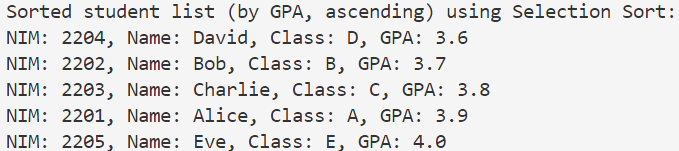 Sorted student list (by GPA, ascending) using Selection Sort:
NIM: 2204, Name: David, Class: D, GPA: 3.6
NIM: 2202, Name: Bob, Class: B, GPA: 3.7
NIM: 2203, Name: Charlie, Class: C, GPA: 3.8
NIM: 2201, Name: Alice, Class: A, GPA: 3.9
NIM: 2205, Name: Eve, Class: E, GPA: 4.0